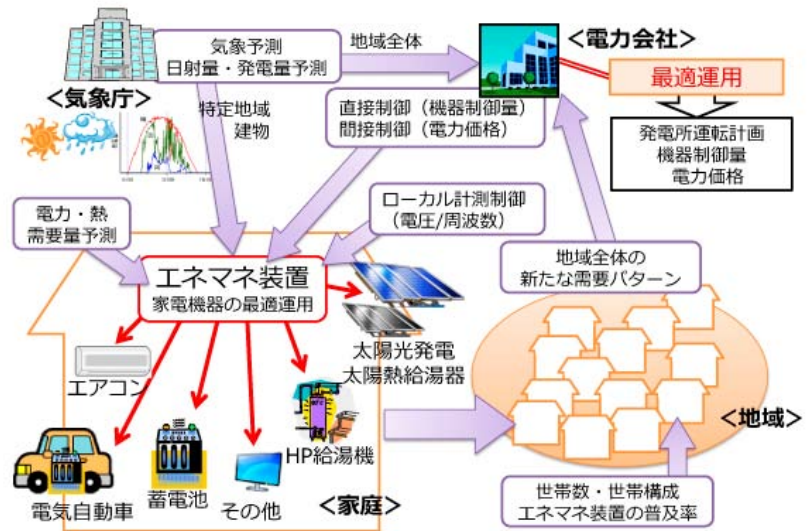 気象予測
日射量・発電量予測
地域全体
<電力会社>
最適運用
<気象庁>
特定地域
建物
直接制御（機器制御量）
間接制御（電力価格）
発電所運転計画
機器制御量
電力価格
電力・熱
需要量予測
ローカル計測制御
（電圧/周波数）
地域全体の
新たな需要パターン
エネマネ装置
家電機器の最適運用
太陽光発電
太陽熱給湯器
エアコン
HP給湯機
<地域>
電気自動車
蓄電池
その他
<家庭>
世帯数・世帯構成
エネマネ装置の普及率